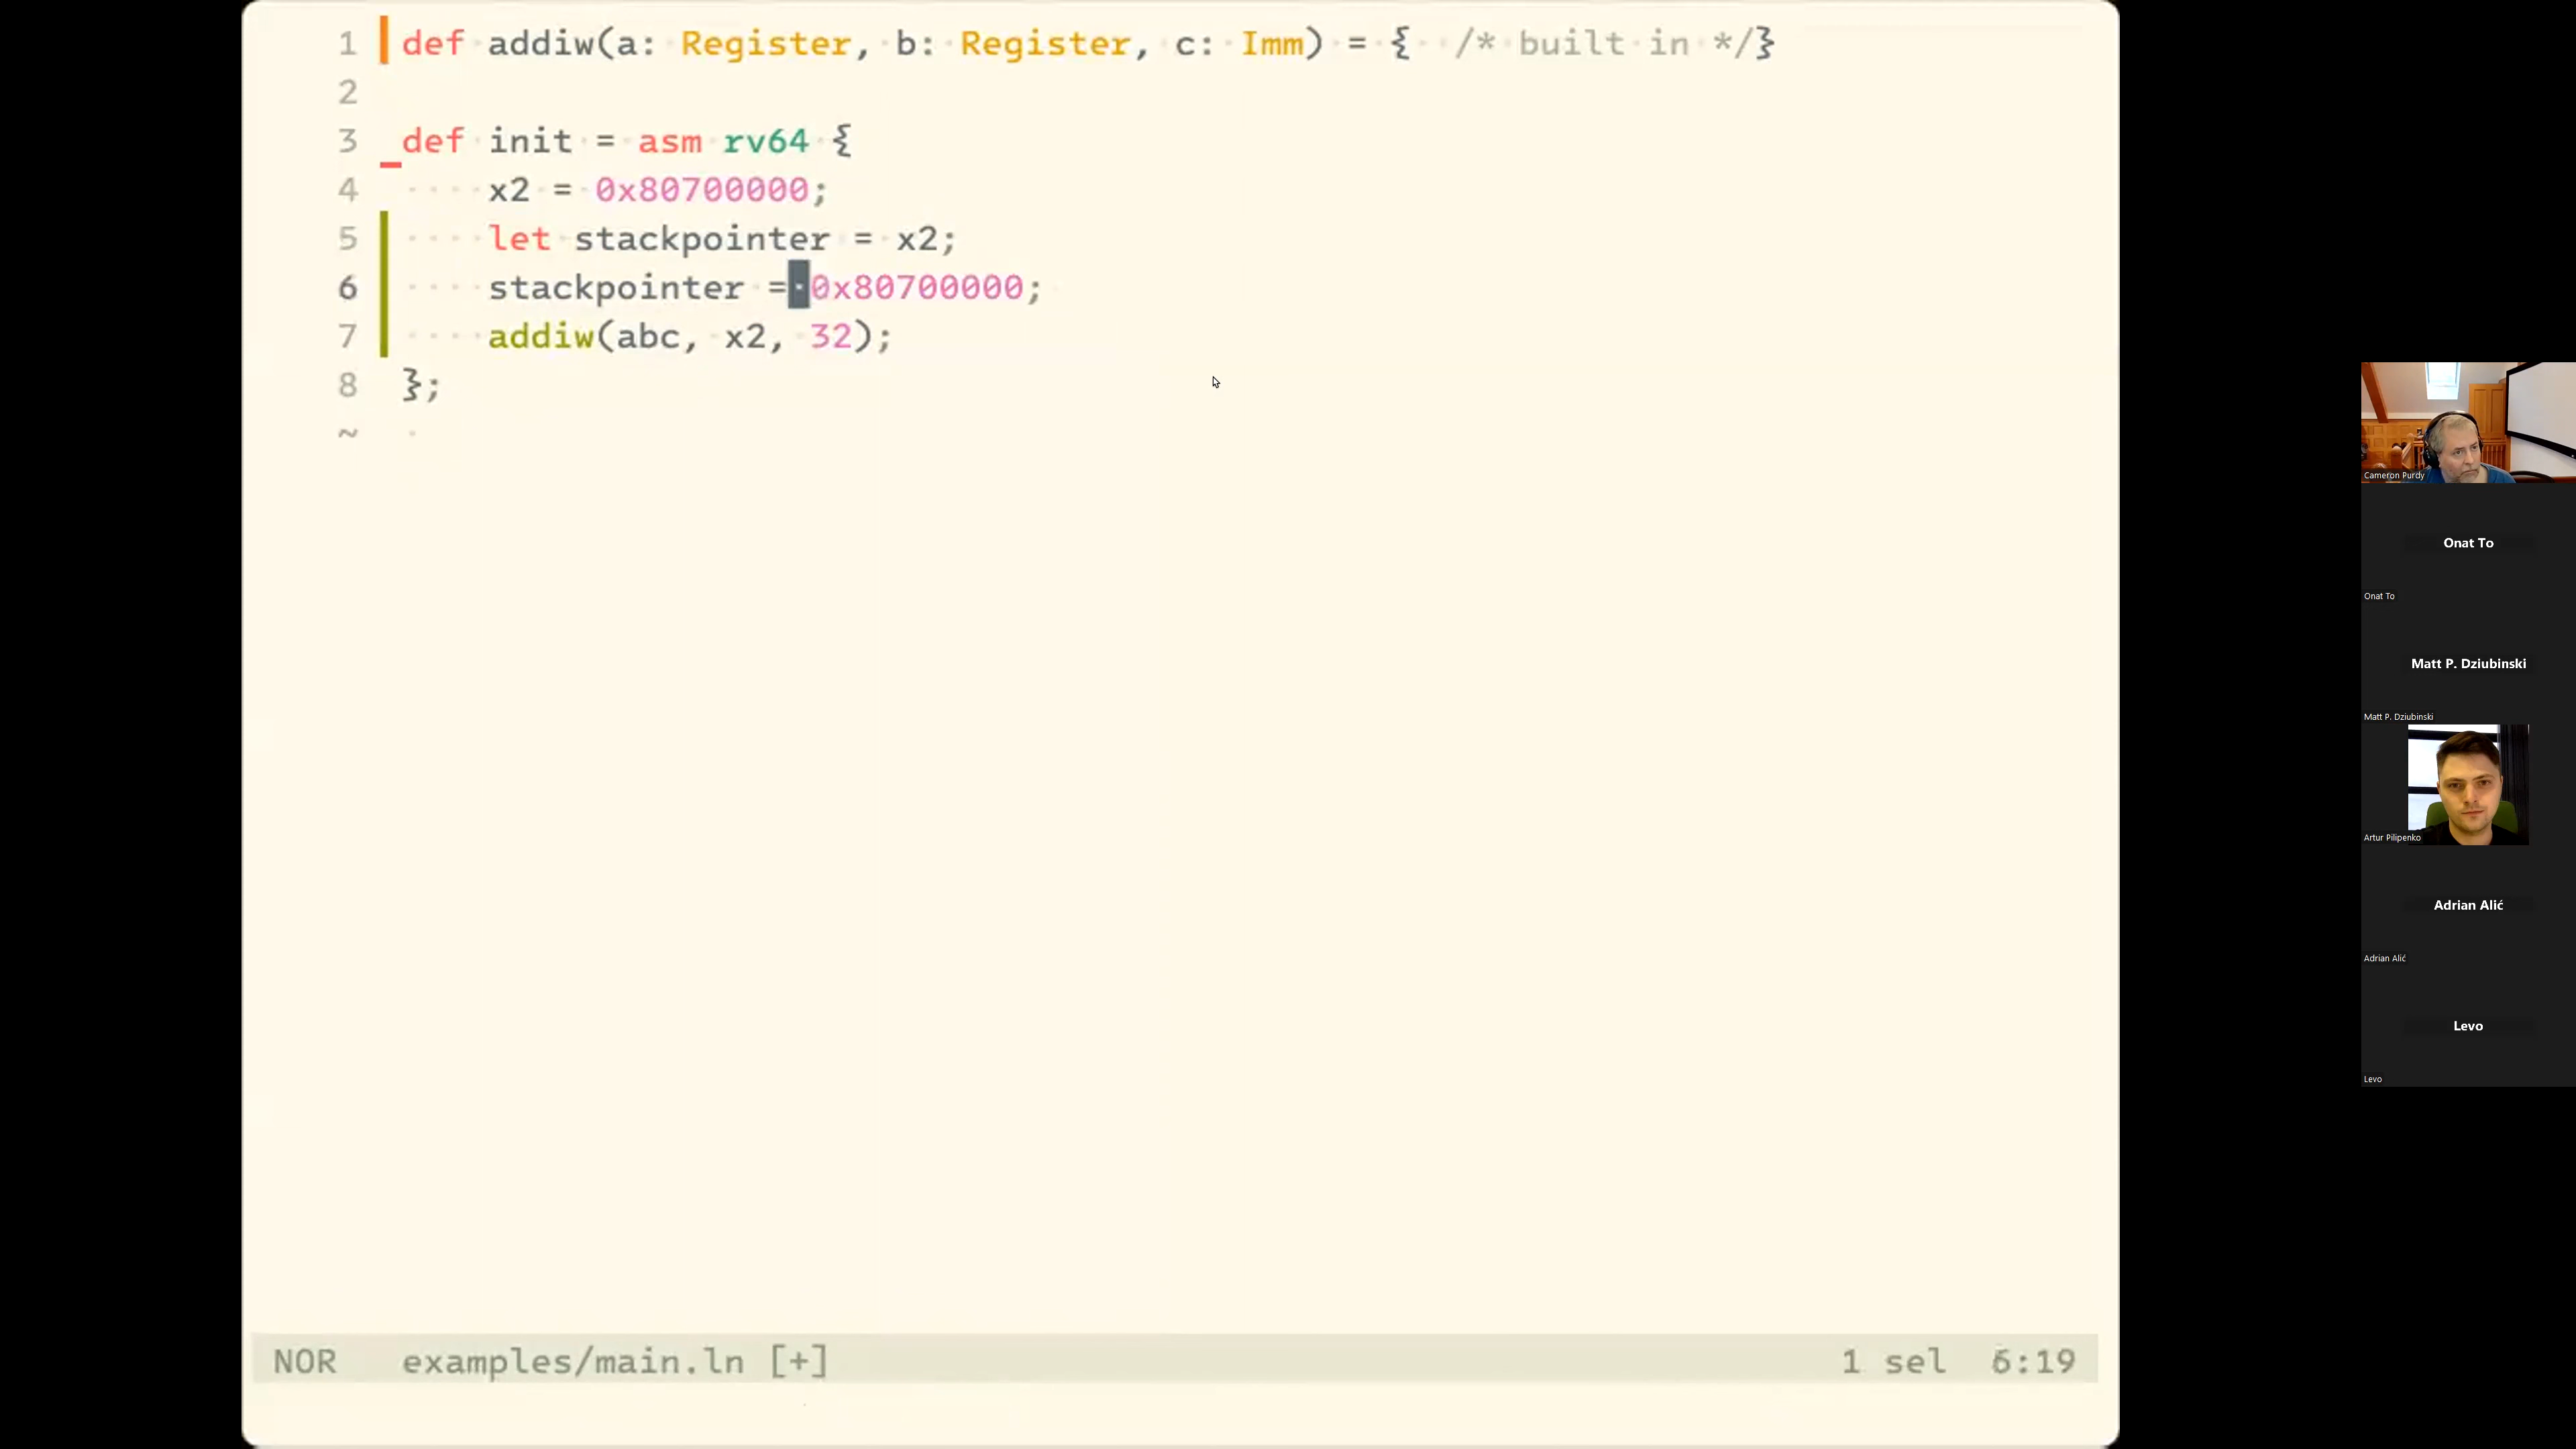 1 def addiw(a: Register, b: Register, c: Imm) = { /* built in */}
2
3 def init = asm rv64 {
4 x2 = 0x80700000;
5 let stackpointer = x2;
6 stackpointer = 0x80700000;
7 addiw(abc, x2, 32);
8 };
~
NOR examples/main.ln [+] 1 sel 6:19
Cameron Purdy
Onat To
Onat To
Matt P. Dziubinski
Matt P. Dziubinski
Artur Pilipenko
Adrian Alić
Adrian Alić
Levo
Levo